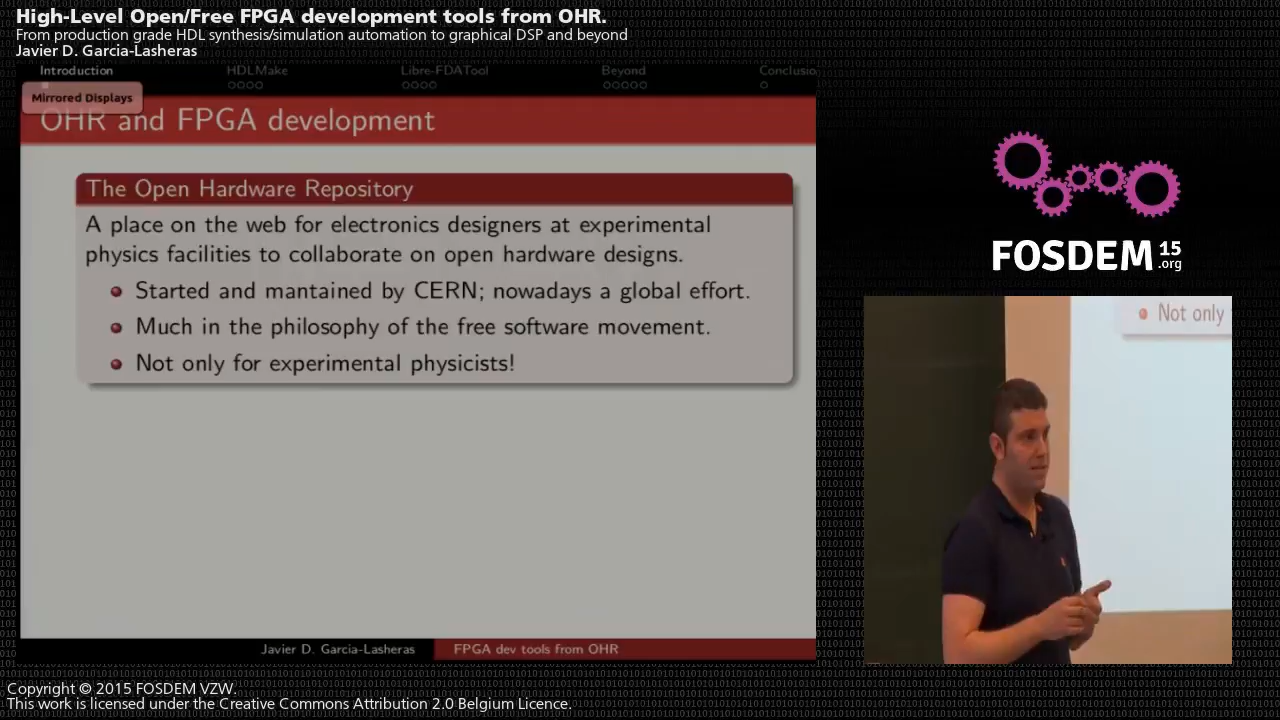 High-Level Open/Free FPGA development tools from OHR.
From production grade HDL synthesis/simulation automation to graphical DSP and beyond
Javier D. Garcia-Lasheras
Introduction HDLMake Libre-FDATool Beyond Conclusio
Mirrored Displays
OHR and FPGA development
The Open Hardware Repository
A place on the web for electronics designers at experimental
physics facilities to collaborate on open hardware designs.
Started and mantained by CERN; nowadays a global effort.
Much in the philosophy of the free software movement.
Not only for experimental physicists!
Javier D. Garcia-Lasheras FPGA dev tools from OHR
FOSDEM 15
.org
Not only
Copyright © 2015 FOSDEM VZW.
This work is licensed under the Creative Commons Attribution 2.0 Belgium Licence.